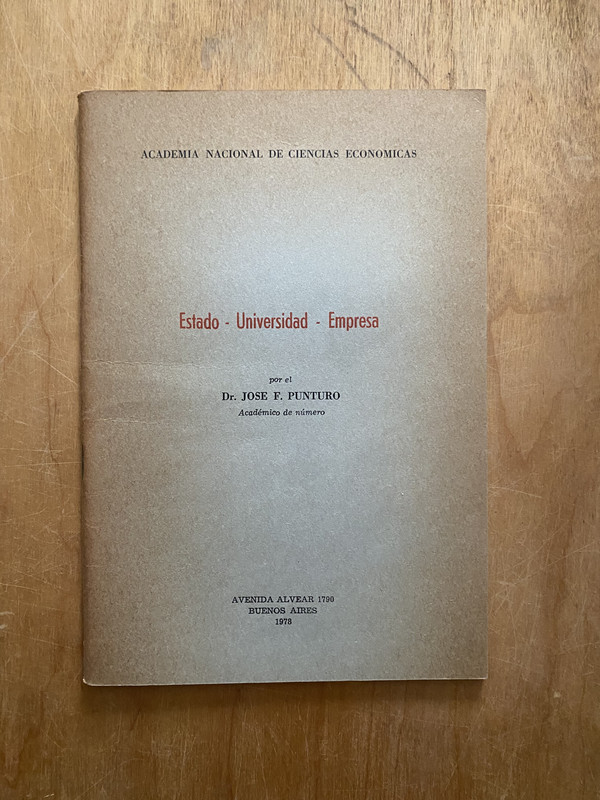 ACADEMIA NACIONAL DE CIENCIAS ECONOMICAS
Estado - Universidad - Empresa
por el
Dr. JOSE F. PUNTURO
Académico de número
AVENIDA ALVEAR 1790
BUENOS AIRES
1978